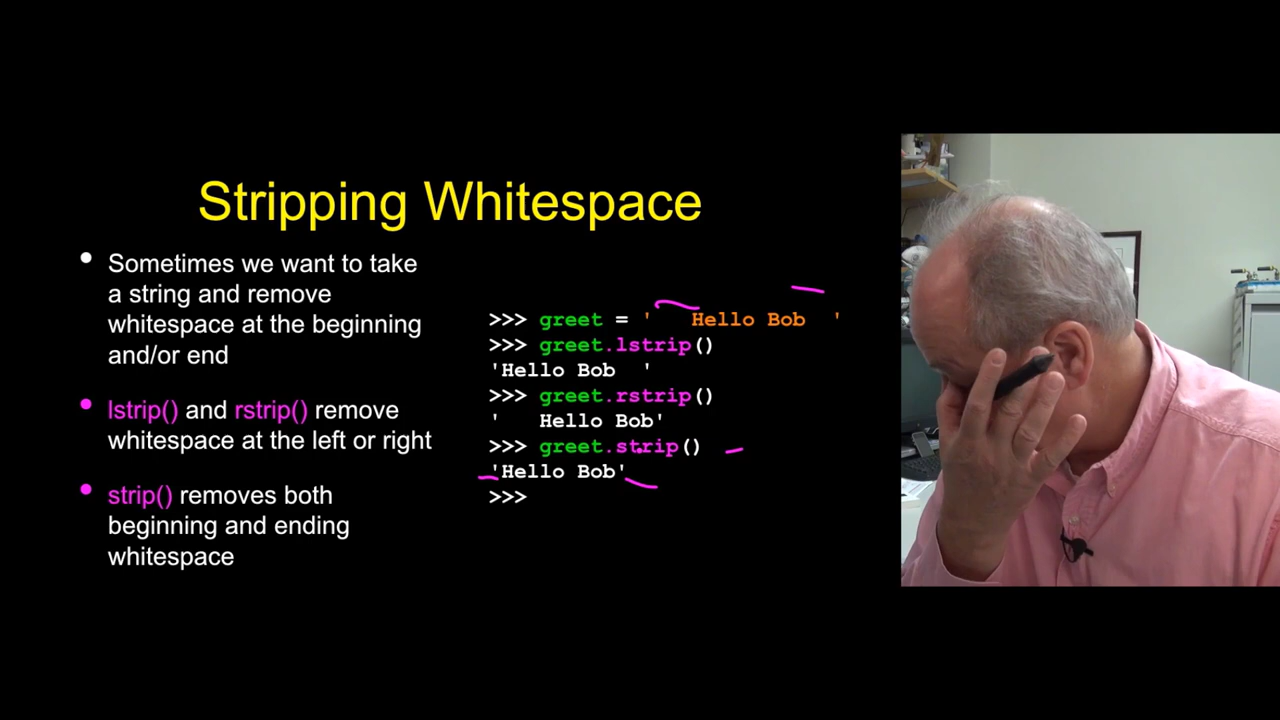 Stripping Whitespace
• Sometimes we want to take
a string and remove
whitespace at the beginning
and/or end
• lstrip() and rstrip() remove
whitespace at the left or right
• strip() removes both
beginning and ending
whitespace
>>> greet = '   Hello Bob  '
>>> greet.lstrip()
'Hello Bob  '
>>> greet.rstrip()
'   Hello Bob'
>>> greet.strip()
'Hello Bob'
>>>